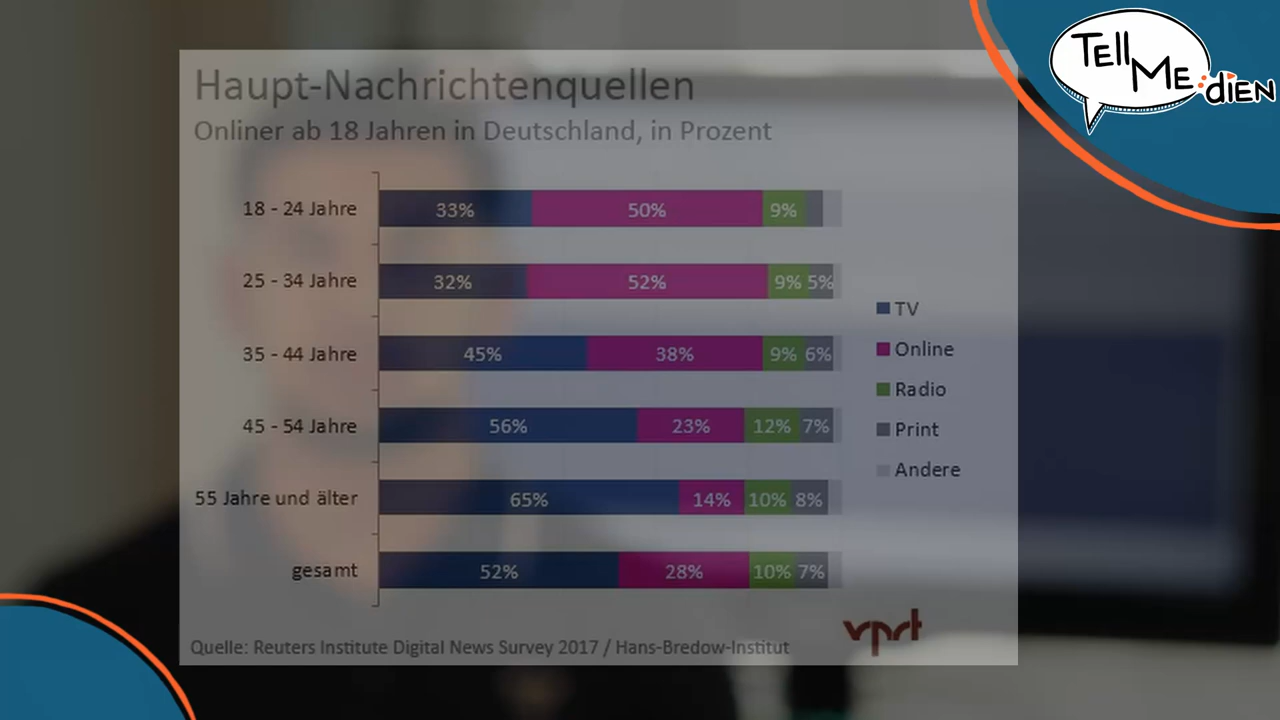 TELL
ME:dIEN
Haupt-Nachrichtenquellen
Onliner ab 18 Jahren in Deutschland, in Prozent
18 - 24 Jahre 33% 50% 9%
25 - 34 Jahre 32% 52% 9% 5%
35 - 44 Jahre 45% 38% 9% 6%
45 - 54 Jahre 56% 23% 12% 7%
55 Jahre und älter 65% 14% 10% 8%
gesamt 52% 28% 10% 7%
TV
Online
Radio
Print
Andere
vprt
Quelle: Reuters Institute Digital News Survey 2017 / Hans-Bredow-Institut